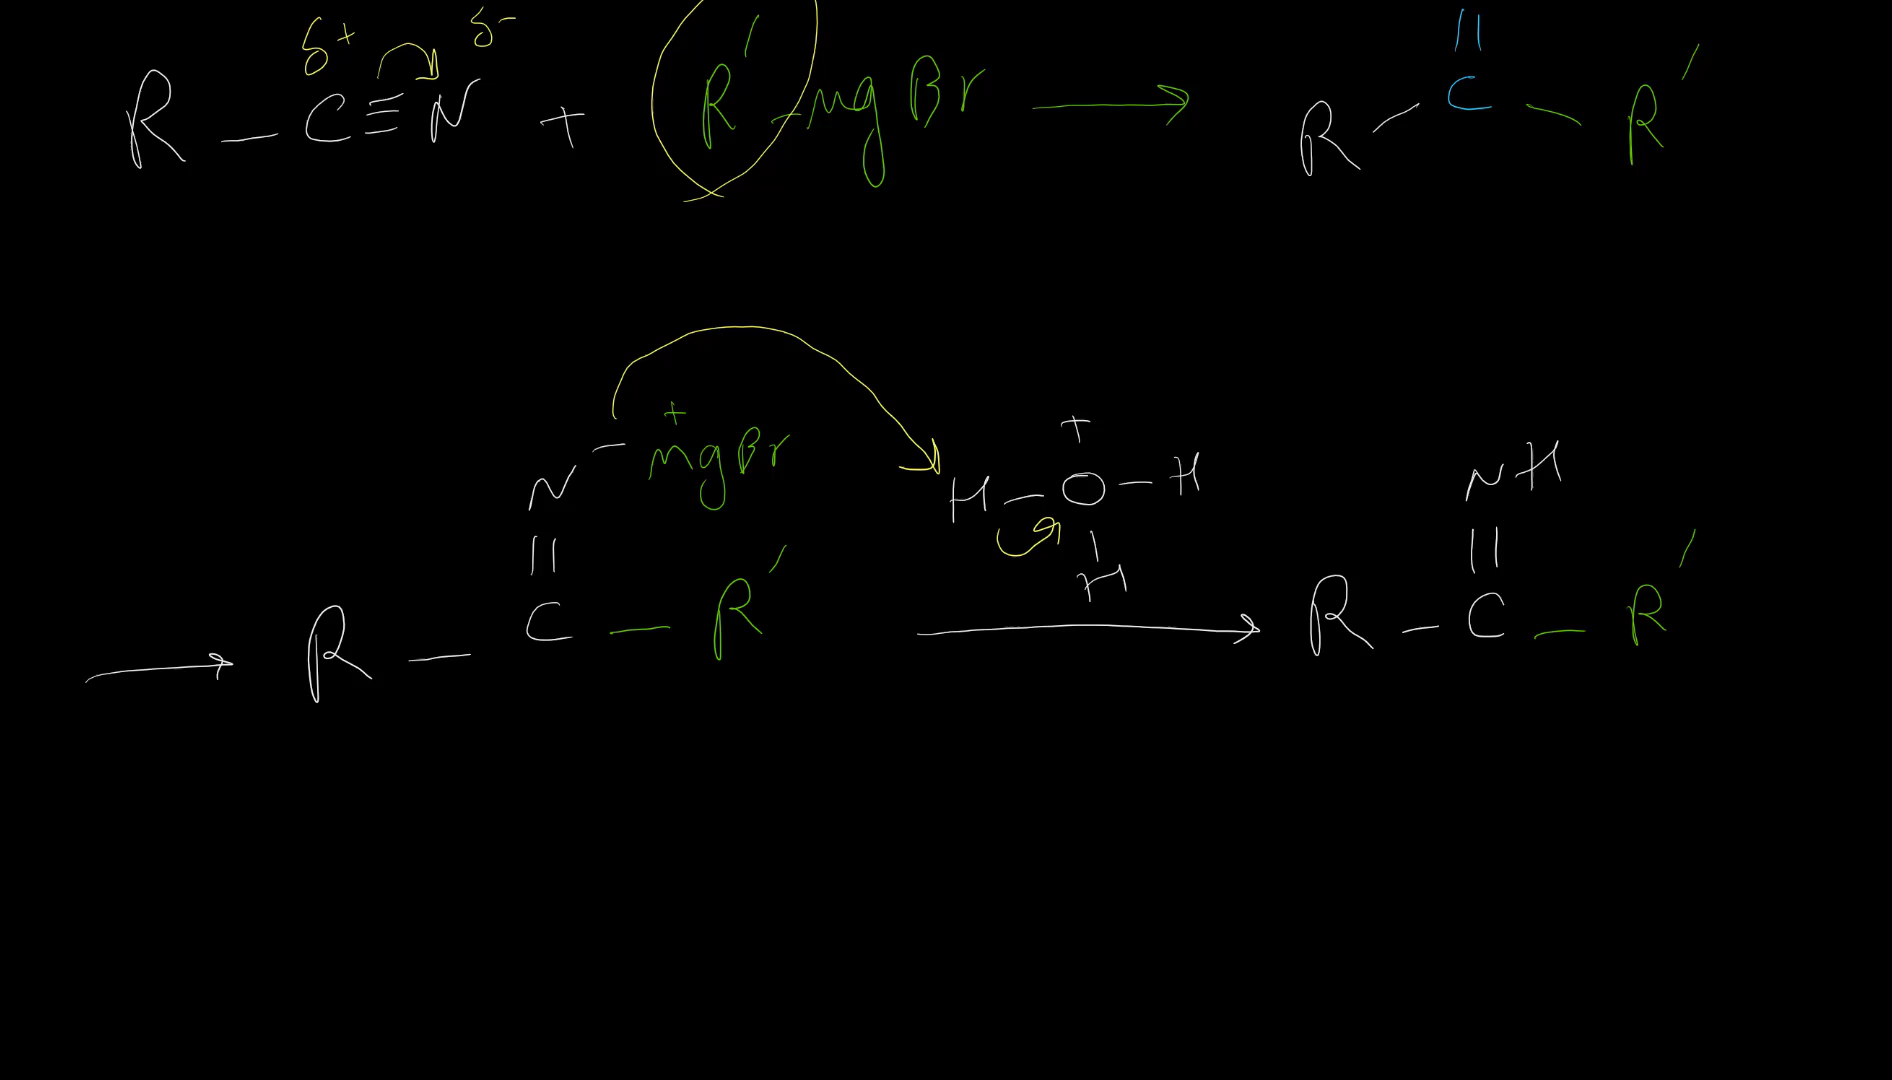 δ+ δ-
R - C ≡ N + R' - MgBr → R - C - R'
N - + MgBr H - O + - H NH
|| H ||
→ R - C - R' → R - C - R'